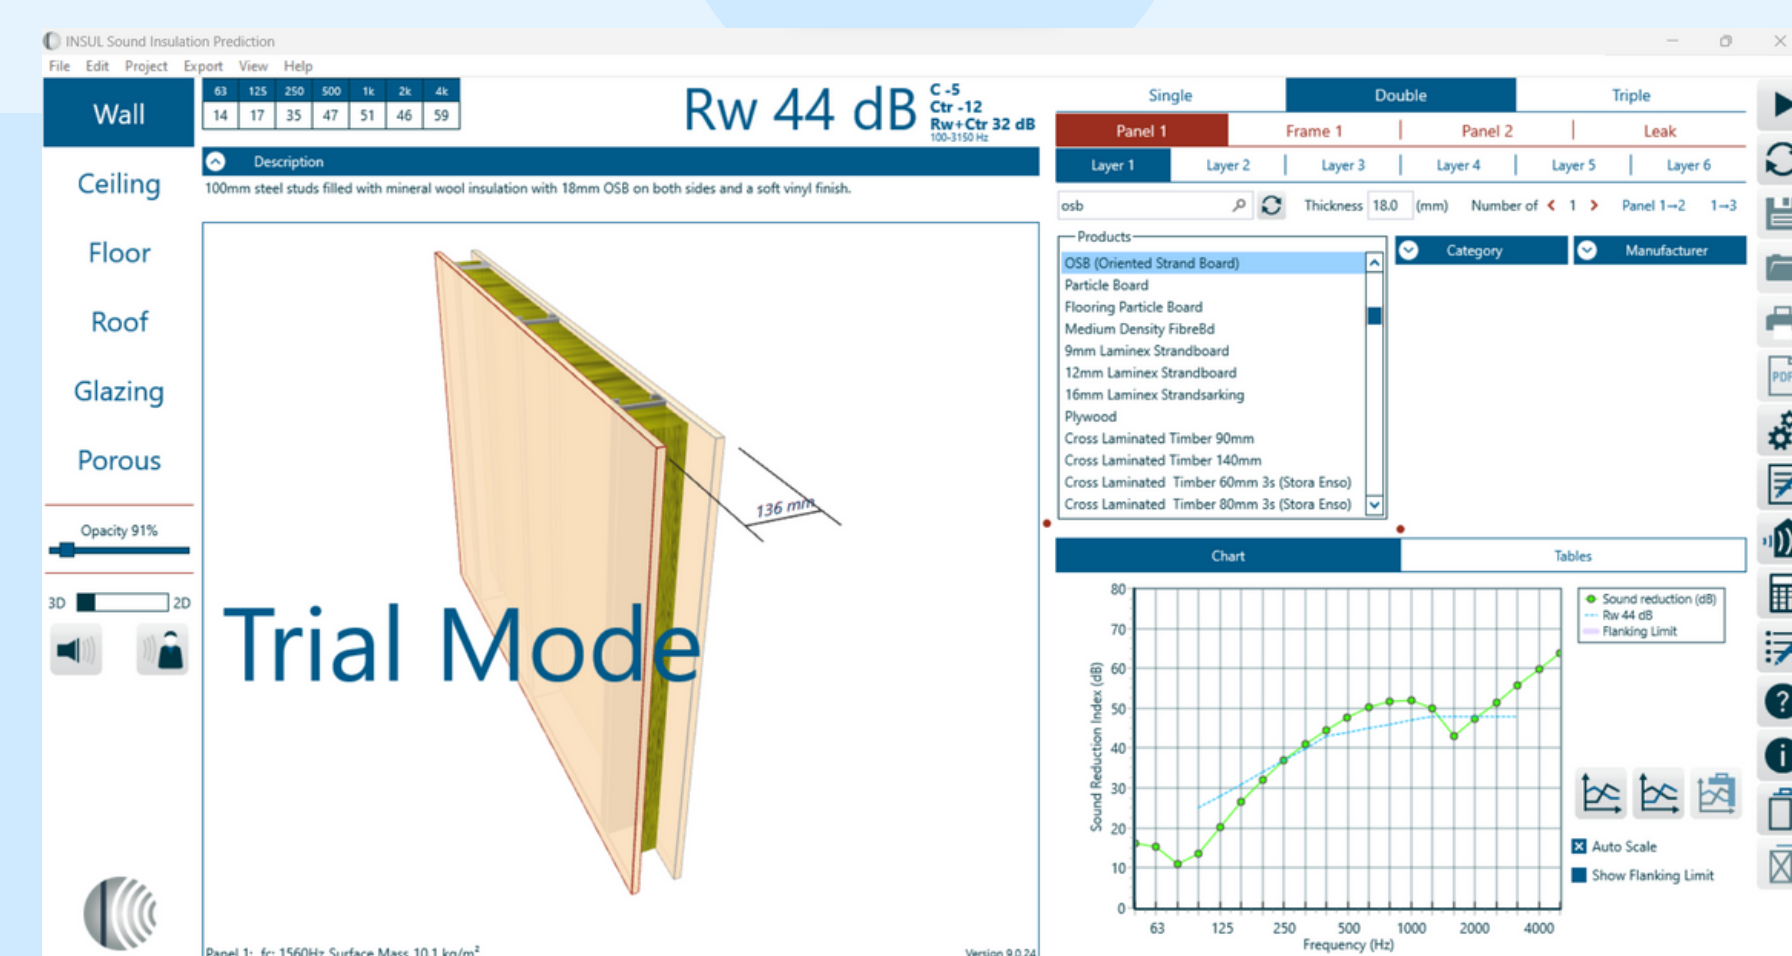 INSUL Sound Insulation Prediction
File Edit Project Export View Help
Wall
Ceiling
Floor
Roof
Glazing
Porous
Opacity 91%
3D 2D
63 125 250 500 1k 2k 4k
14 17 35 47 51 46 59
Rw 44 dB
C -5
Ctr -12
Rw+Ctr 32 dB
100-3150 Hz
Description
100mm steel studs filled with mineral wool insulation with 18mm OSB on both sides and a soft vinyl finish.
136 mm
Trial Mode
Panel 1: fc: 1560Hz Surface Mass 10.1 kg/m²
Version 9.0.24
Single Double Triple
Panel 1 Frame 1 Panel 2 Leak
Layer 1 Layer 2 Layer 3 Layer 4 Layer 5 Layer 6
osb Thickness 18.0 (mm) Number of < 1 > Panel 1→2 1→3
Products
OSB (Oriented Strand Board)
Particle Board
Flooring Particle Board
Medium Density FibreBd
9mm Laminex Strandboard
12mm Laminex Strandboard
16mm Laminex Strandsarking
Plywood
Cross Laminated Timber 90mm
Cross Laminated Timber 140mm
Cross Laminated Timber 60mm 3s (Stora Enso)
Cross Laminated Timber 80mm 3s (Stora Enso)
Category
Manufacturer
Chart Tables
Sound Reduction Index (dB)
80
70
60
50
40
30
20
10
0
63 125 250 500 1000 2000 4000
Frequency (Hz)
Sound reduction (dB)
Rw 44 dB
Flanking Limit
Auto Scale
Show Flanking Limit
PDF